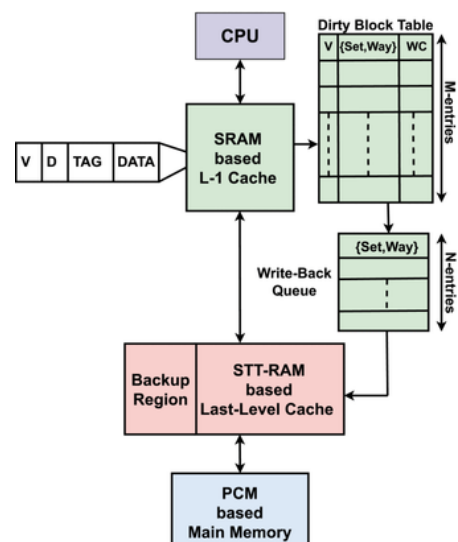 Dirty Block Table
CPU
V {Set,Way} WC
M-entries
SRAM
based
L-1 Cache
V D TAG DATA
{Set,Way}
N-entries
Write-Back
Queue
Backup
Region
STT-RAM
based
Last-Level Cache
PCM
based
Main Memory